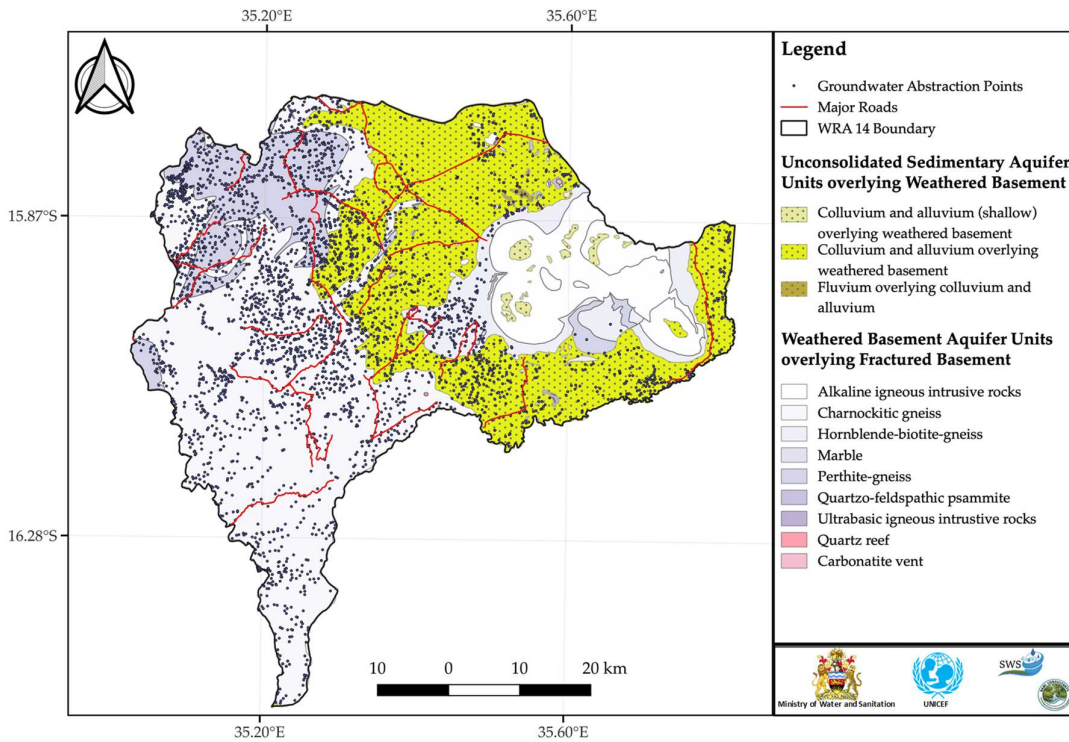 35.20°E
35.60°E
15.87°S
16.28°S
10
0
10
20 km
35.20°E
35.60°E
Legend
Groundwater Abstraction Points
Major Roads
WRA 14 Boundary
Unconsolidated Sedimentary Aquifer
Units overlying Weathered Basement
Colluvium and alluvium (shallow)
overlying weathered basement
Colluvium and alluvium overlying
weathered basement
Fluvium overlying colluvium and
alluvium
Weathered Basement Aquifer Units
overlying Fractured Basement
Alkaline igneous intrusive rocks
Charnockitic gneiss
Hornblende-biotite-gneiss
Marble
Perthite-gneiss
Quartzo-feldspathic psammite
Ultrabasic igneous intrustive rocks
Quartz reef
Carbonatite vent
Ministry of Water and Sanitation
UNICEF
SWS